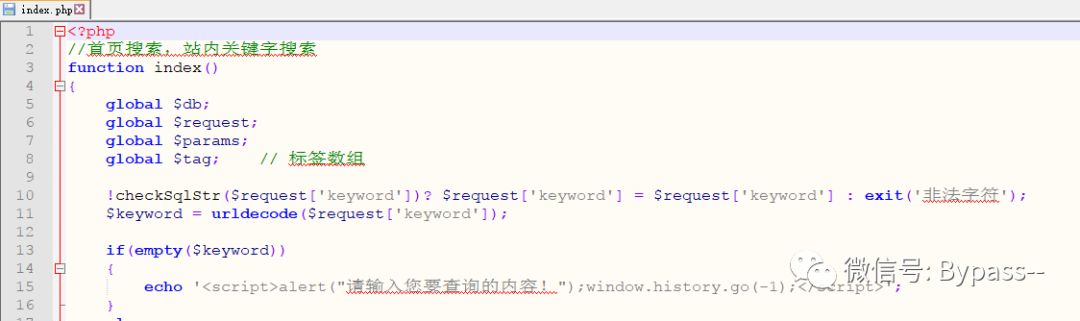 index.php
1 <?php
2 //首页搜索，站内关键字搜索
3 function index()
4 {
5 global $db;
6 global $request;
7 global $params;
8 global $tag; // 标签数组
9
10 !checkSqlStr($request['keyword'])? $request['keyword'] = $request['keyword'] : exit('非法字符');
11 $keyword = urldecode($request['keyword']);
12
13 if(empty($keyword))
14 {
15 echo '<script>alert("请输入您要查询的内容！");window.history.go(-1);</script>';
16 }
微信号: Bypass--